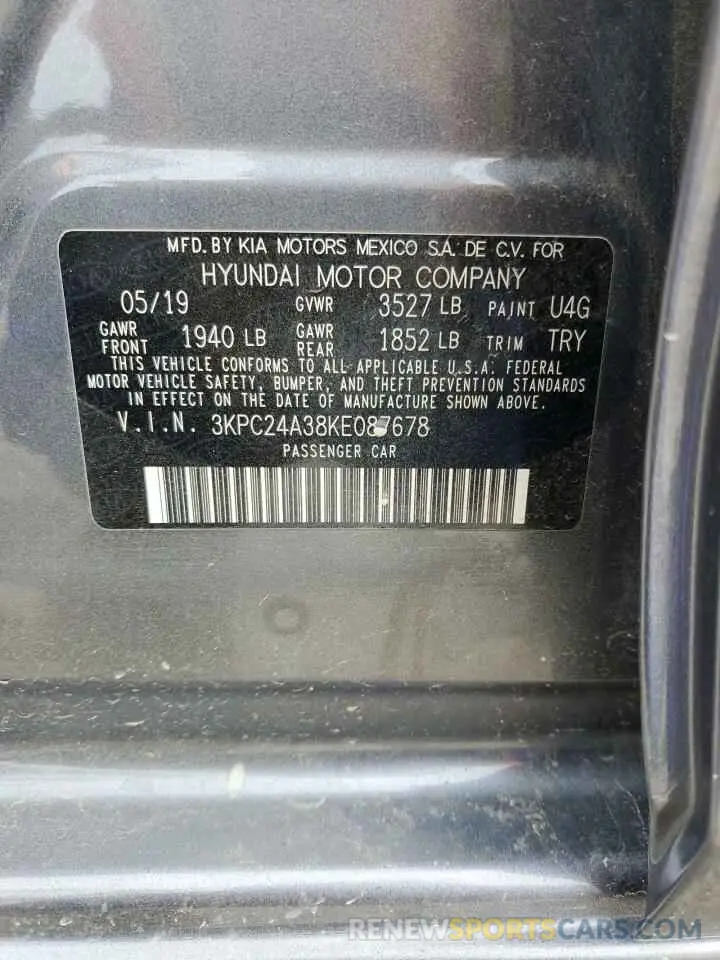 MFD. BY KIA MOTORS MEXICO S.A. DE C.V. FOR
HYUNDAI MOTOR COMPANY
05/19 GVWR 3527 LB PAINT U4G
GAWR FRONT 1940 LB GAWR REAR 1852 LB TRIM TRY
THIS VEHICLE CONFORMS TO ALL APPLICABLE U.S.A. FEDERAL
MOTOR VEHICLE SAFETY, BUMPER, AND THEFT PREVENTION STANDARDS
IN EFFECT ON THE DATE OF MANUFACTURE SHOWN ABOVE.
V.I.N. 3KPC24A38KE087678
PASSENGER CAR
RENEWSPORTSCARS.COM